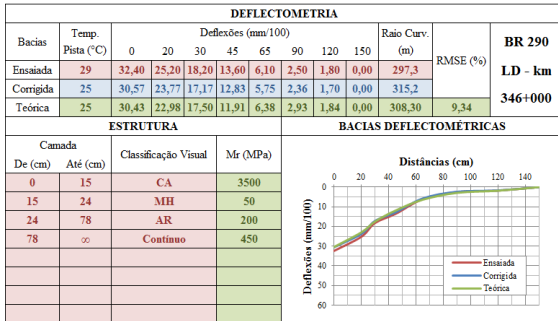 DEFLECTOMETRIA
Bacias Temp. Pista (°C) Deflexões (mm/100) Raio Curv. (m) RMSE (%) BR 290 LD - km 346+000
0 20 30 45 65 90 120 150
Ensaiada 29 32,40 25,20 18,20 13,60 6,10 2,50 1,80 0,00 297,3
Corrigida 25 30,57 23,77 17,17 12,83 5,75 2,36 1,70 0,00 315,2
Teórica 25 30,43 22,98 17,50 11,91 6,38 2,93 1,84 0,00 308,30 9,34
ESTRUTURA
Camada Classificação Visual Mr (MPa)
De (cm) Até (cm)
0 15 CA 3500
15 24 MH 50
24 78 AR 200
78 ∞ Contínuo 450
BACIAS DEFLECTOMÉTRICAS
Distâncias (cm)
0 20 40 60 80 100 120 140
Deflexões (mm/100)
0
10
20
30
40
50
60
Ensaiada
Corrigida
Teórica